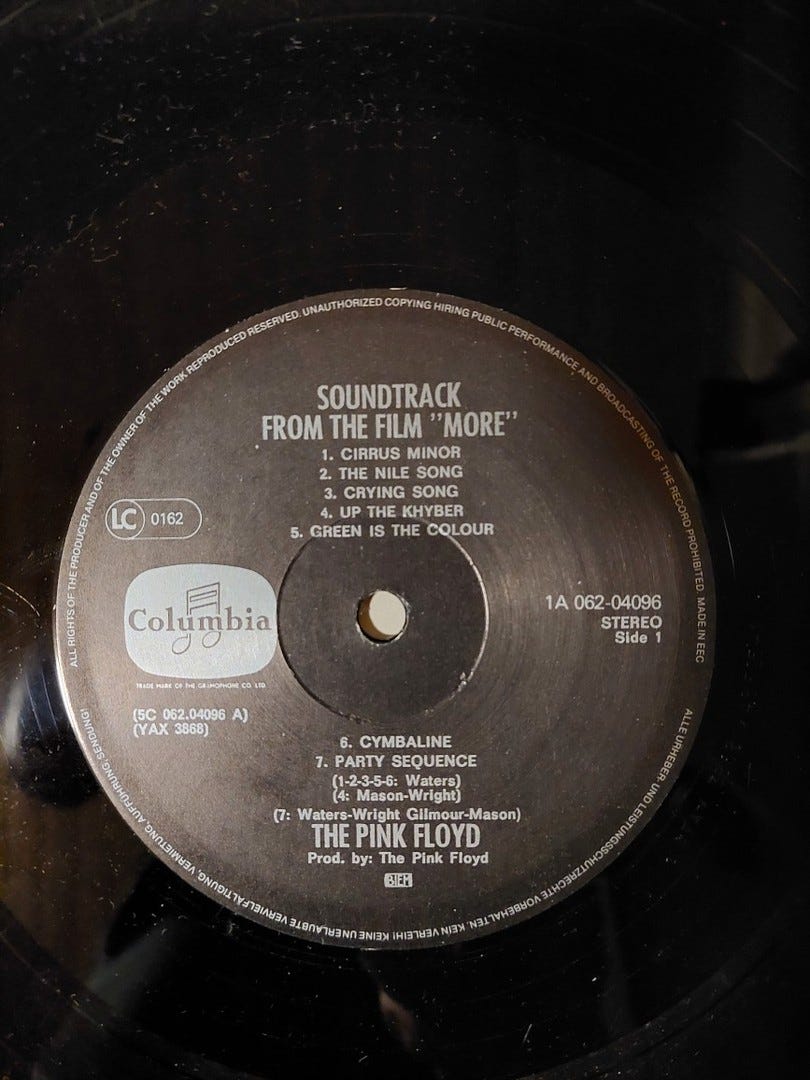 ALL RIGHTS OF THE PRODUCER AND OF THE OWNER OF THE WORK REPRODUCED RESERVED. UNAUTHORIZED COPYING HIRING PUBLIC PERFORMANCE AND BROADCASTING OF THE RECORD PROHIBITED. MADE IN EEC
SOUNDTRACK
FROM THE FILM "MORE"
1. CIRRUS MINOR
2. THE NILE SONG
3. CRYING SONG
4. UP THE KHYBER
5. GREEN IS THE COLOUR
LC 0162
Columbia
TRADE MARK OF THE GRAMOPHONE CO. LTD.
1A 062-04096
STEREO
Side 1
(5C 062.04096 A)
(YAX 3868)
6. CYMBALINE
7. PARTY SEQUENCE
(1-2-3-5-6: Waters)
(4: Mason-Wright)
(7: Waters-Wright Gilmour-Mason)
THE PINK FLOYD
Prod. by: The Pink Floyd
BIEM
ALLE URHEBER- UND LEISTUNGSSCHUTZRECHTE VORBEHALTEN. KEIN VERLEIH! KEINE UNERLAUBTE VERVIELFÄLTIGUNG, VERMIETUNG, AUFFÜHRUNG, SENDUNG!